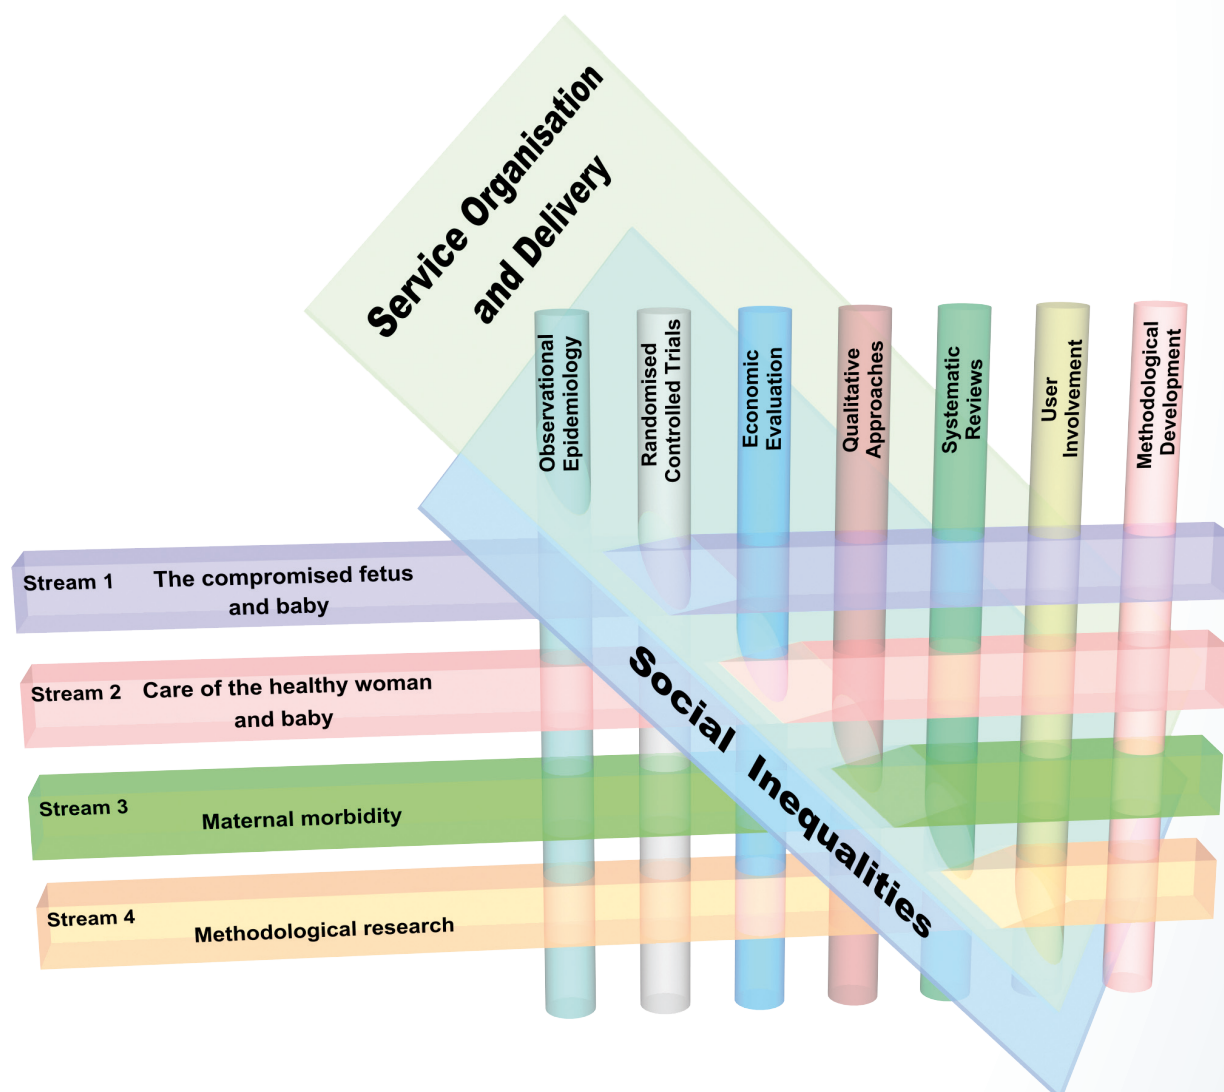 Service Organisation
and Delivery
Observational
Epidemiology
Randomised
Controlled Trials
Economic
Evaluation
Qualitative
Approaches
Systematic
Reviews
User
Involvement
Methodological
Development
Stream 1 The compromised fetus
and baby
Stream 2 Care of the healthy woman
and baby
Stream 3 Maternal morbidity
Stream 4 Methodological research
Social Inequalities